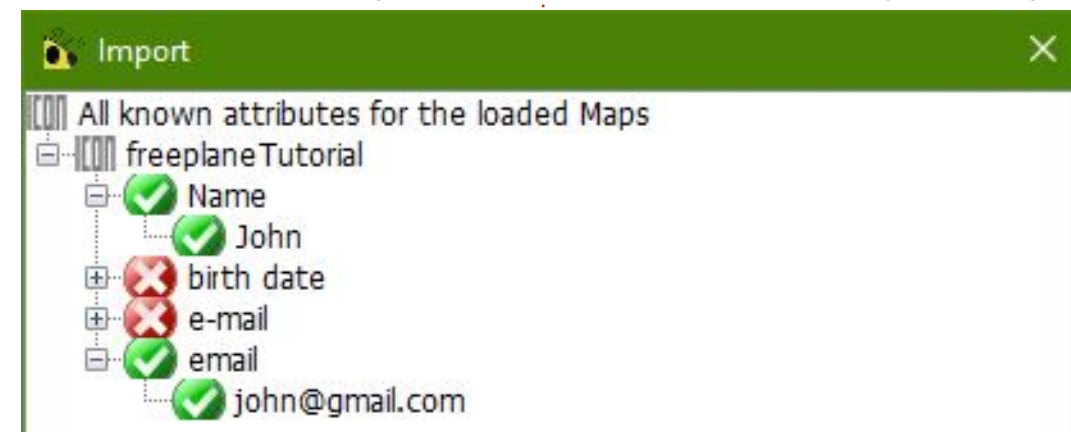 Import
All known attributes for the loaded Maps
freeplaneTutorial
Name
John
birth date
e-mail
email
john@gmail.com